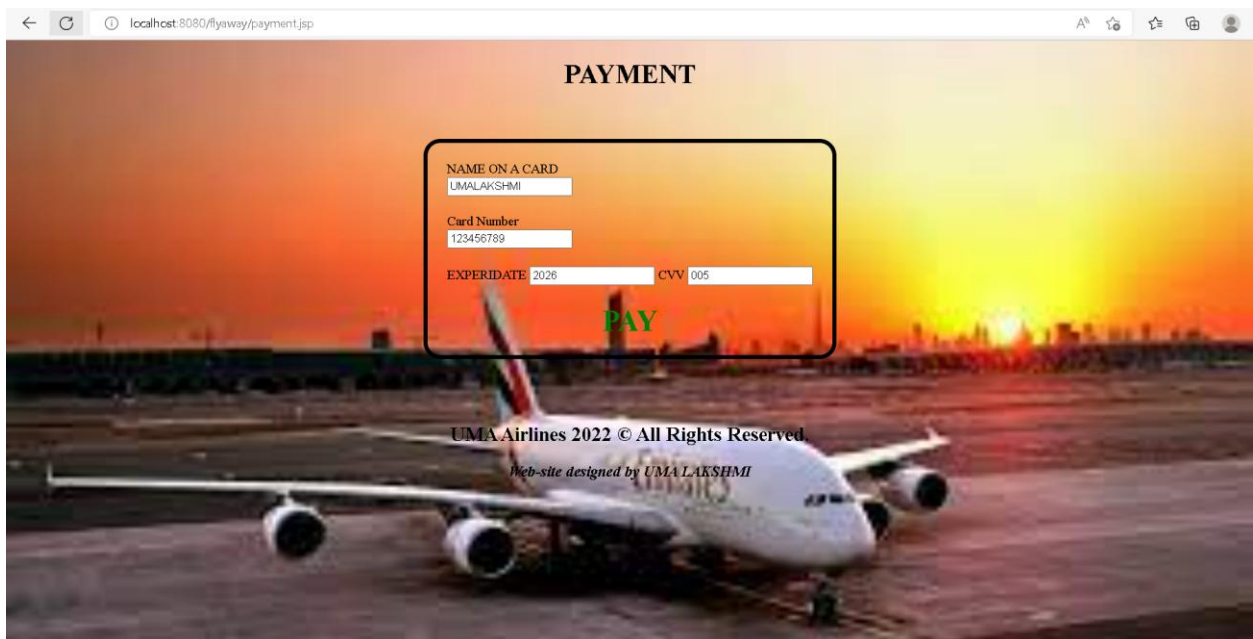 localhost:8080/flyaway/payment.jsp
PAYMENT
NAME ON A CARD
UMALAKSHMI
Card Number
123456789
EXPERIDATE 2026 CVV 005
PAY
UMA Airlines 2022 © All Rights Reserved.
Web-site designed by UMA LAKSHMI
Emirates